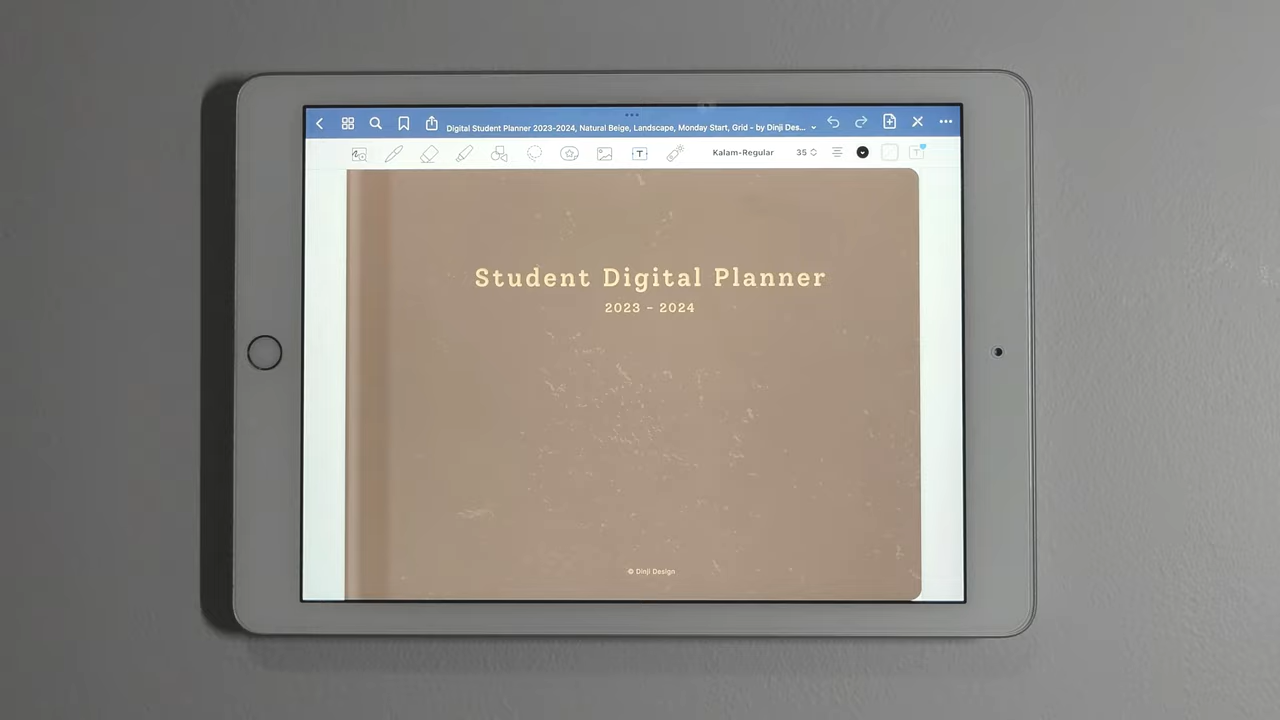 Digital Student Planner 2023-2024, Natural Beige, Landscape, Monday Start, Grid - by Dinji Des...
T
Kalam-Regular
35
T
Student Digital Planner
2023 - 2024
© Dinji Design